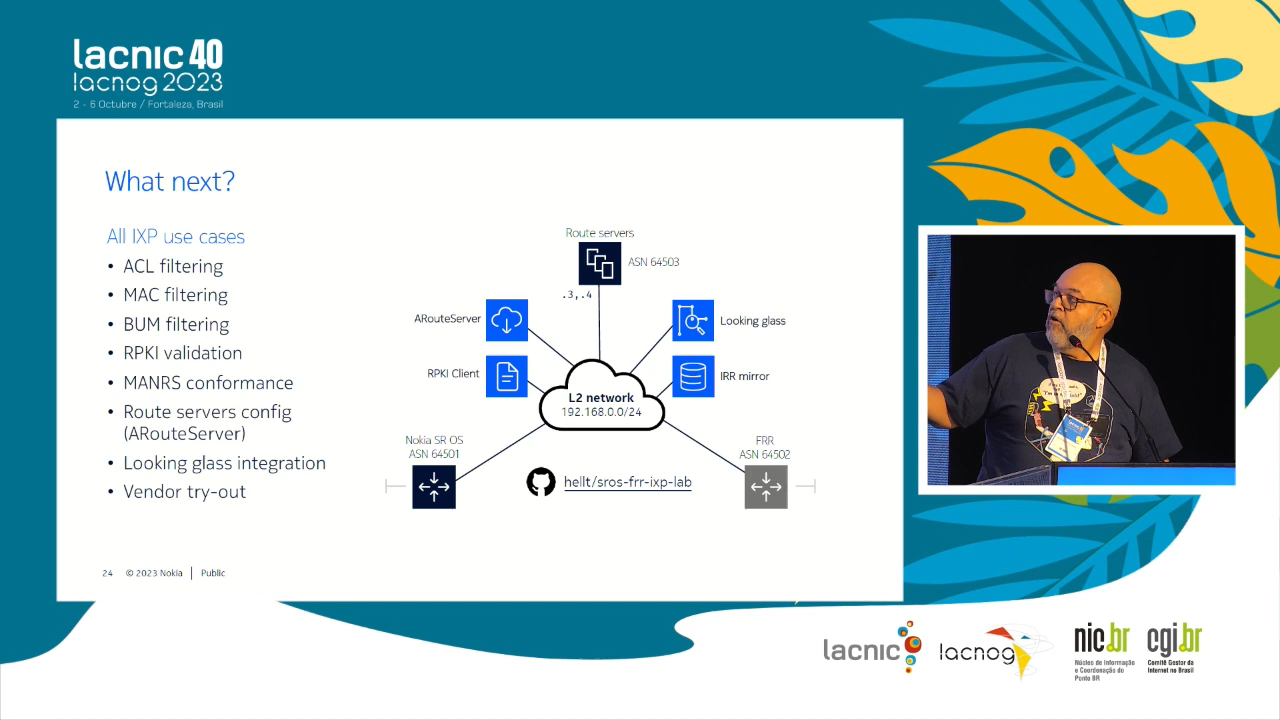 lacnic 40
lacnog 2023
2 - 6 Octubre / Fortaleza, Brasil
What next?
All IXP use cases
• ACL filtering
• MAC filtering
• BUM filtering
• RPKI validation
• MANRS conformance
• Route servers config
(ARouteServer)
• Looking glass integration
• Vendor try-out
Route servers
ASN 64503
.3,.4
ARouteServer
Looking glass
RPKI Client
IRR mirror
L2 network
192.168.0.0/24
Nokia SR OS
ASN 64501
FRR
ASN 64502
hellt/sros-frr-ixp-lab
24 © 2023 Nokia | Public
lacnic
lacnog
nic.br
Núcleo de Informação
e Coordenação do
Ponto BR
cgi.br
Comitê Gestor da
Internet no Brasil